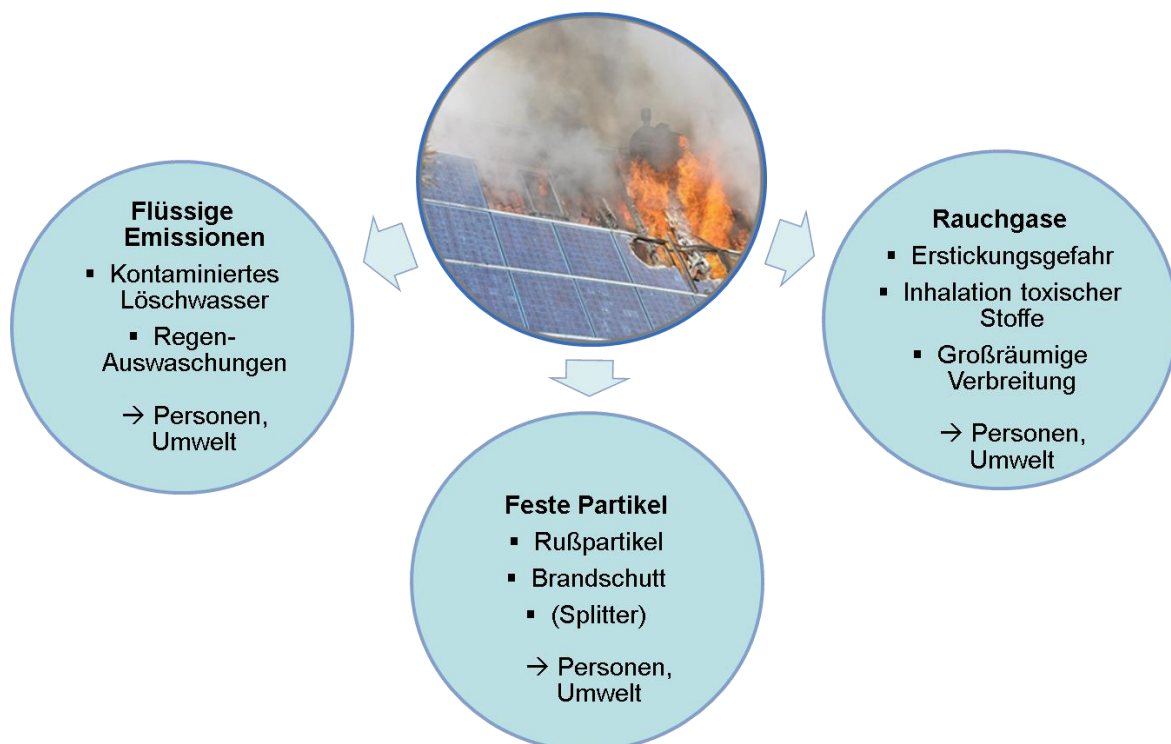 Flüssige
Emissionen
▪ Kontaminiertes
Löschwasser
▪ Regen-
Auswaschungen
→ Personen,
Umwelt
Feste Partikel
▪ Rußpartikel
▪ Brandschutt
▪ (Splitter)
→ Personen,
Umwelt
Rauchgase
▪ Erstickungsgefahr
▪ Inhalation toxischer
Stoffe
▪ Großräumige
Verbreitung
→ Personen,
Umwelt